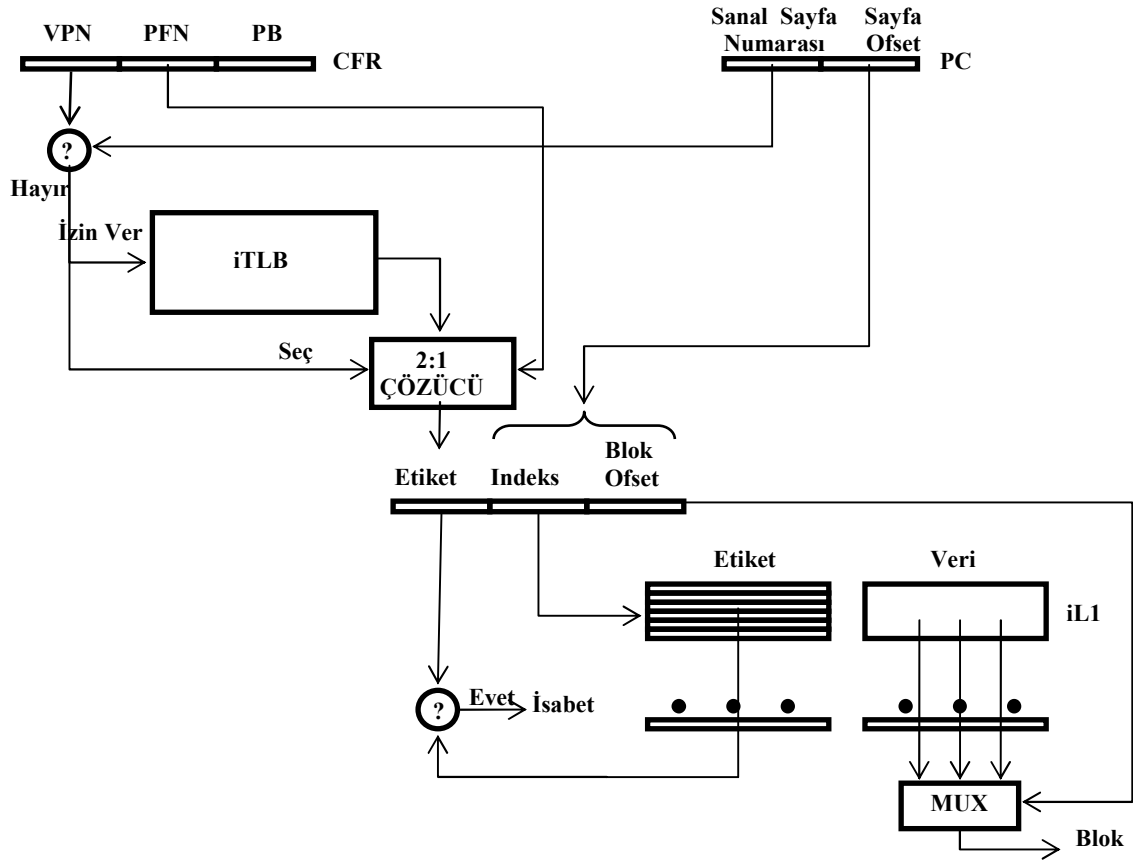 VPN PFN PB
CFR
Sanal Sayfa Sayfa
Numarası Ofset
PC
?
Hayır
İzin Ver
iTLB
Seç
2:1
ÇÖZÜCÜ
Etiket Indeks Blok
Ofset
Etiket Veri
iL1
?
Evet
İsabet
MUX
Blok